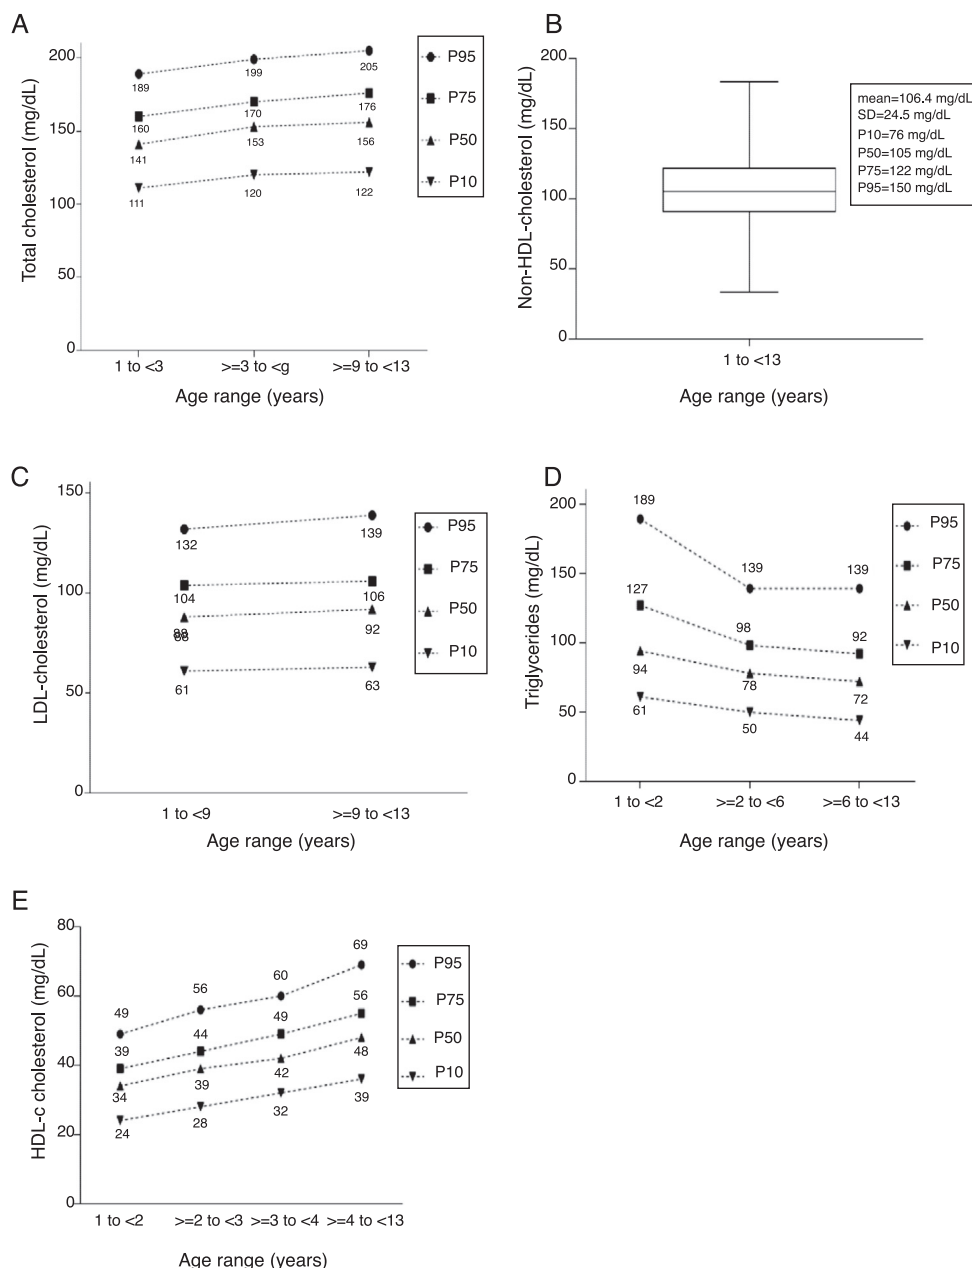 A
Total cholesterol (mg/dL)
200
150
100
50
0
189
199
205
160
170
176
141
153
156
111
120
122
P95
P75
P50
P10
1 to <3
>=3 to <g
>=9 to <13
Age range (years)
B
Non-HDL-cholesterol (mg/dL)
200
150
100
50
0
mean=106.4 mg/dL
SD=24.5 mg/dL
P10=76 mg/dL
P50=105 mg/dL
P75=122 mg/dL
P95=150 mg/dL
1 to <13
Age range (years)
C
LDL-cholesterol (mg/dL)
150
100
50
0
132
139
104
106
92
61
63
P95
P75
P50
P10
1 to <9
>=9 to <13
Age range (years)
D
Triglycerides (mg/dL)
200
150
100
50
0
189
139
139
127
98
92
94
78
72
61
50
44
P95
P75
P50
P10
1 to <2
>=2 to <6
>=6 to <13
Age range (years)
E
HDL-c cholesterol (mg/dL)
80
60
40
20
0
49
56
60
69
39
44
49
56
34
39
42
48
24
28
32
39
P95
P75
P50
P10
1 to <2
>=2 to <3
>=3 to <4
>=4 to <13
Age range (years)